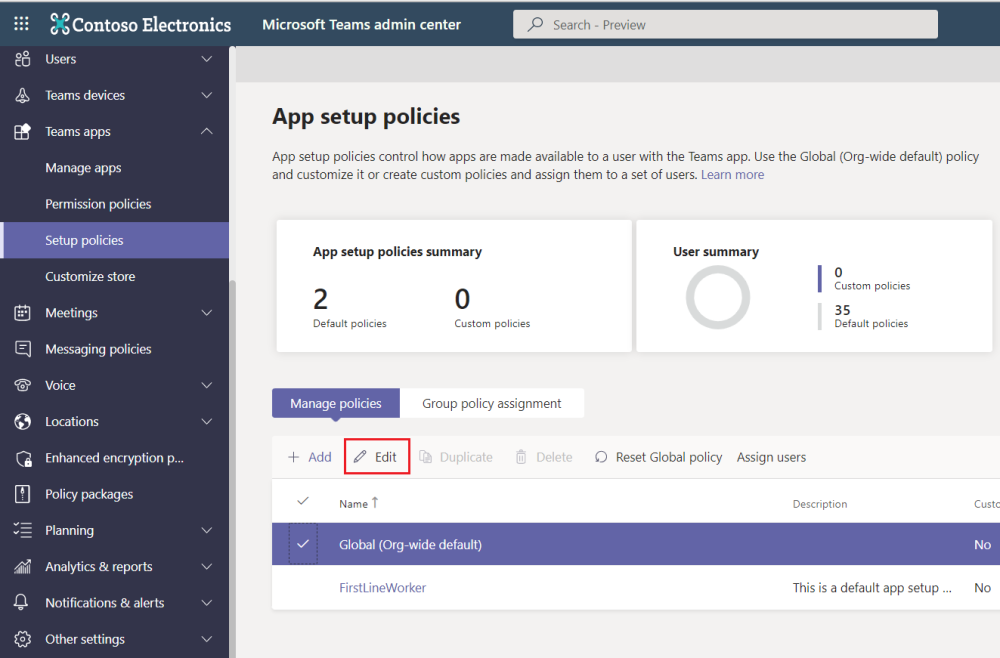 Contoso Electronics
Microsoft Teams admin center
Search - Preview
Users
Teams devices
Teams apps
Manage apps
Permission policies
Setup policies
Customize store
Meetings
Messaging policies
Voice
Locations
Enhanced encryption p...
Policy packages
Planning
Analytics & reports
Notifications & alerts
Other settings
App setup policies
App setup policies control how apps are made available to a user with the Teams app. Use the Global (Org-wide default) policy
and customize it or create custom policies and assign them to a set of users. Learn more
App setup policies summary
2
Default policies
0
Custom policies
User summary
0
Custom policies
35
Default policies
Manage policies
Group policy assignment
Add
Edit
Duplicate
Delete
Reset Global policy
Assign users
Name ↑
Description
Custo
Global (Org-wide default)
No
FirstLineWorker
This is a default app setup ...
No